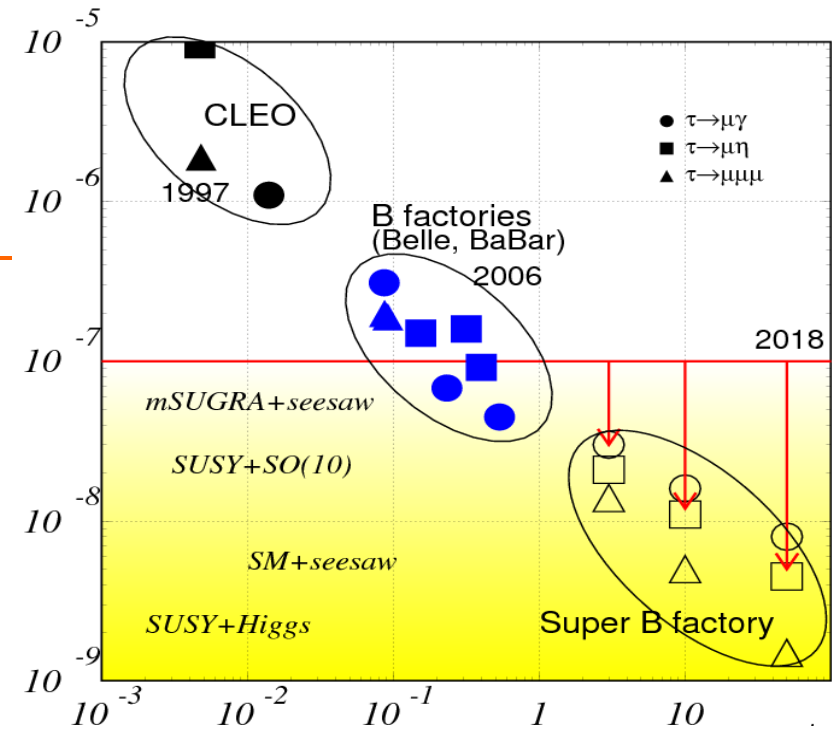 10 -5
CLEO
● τ→μγ
■ τ→μη
▲ τ→μμμ
10 -6
1997
B factories
(Belle, BaBar)
2006
10 -7
2018
mSUGRA+seesaw
SUSY+SO(10)
10 -8
SM+seesaw
SUSY+Higgs
Super B factory
10 -9
10 -3
10 -2
10 -1
1
10